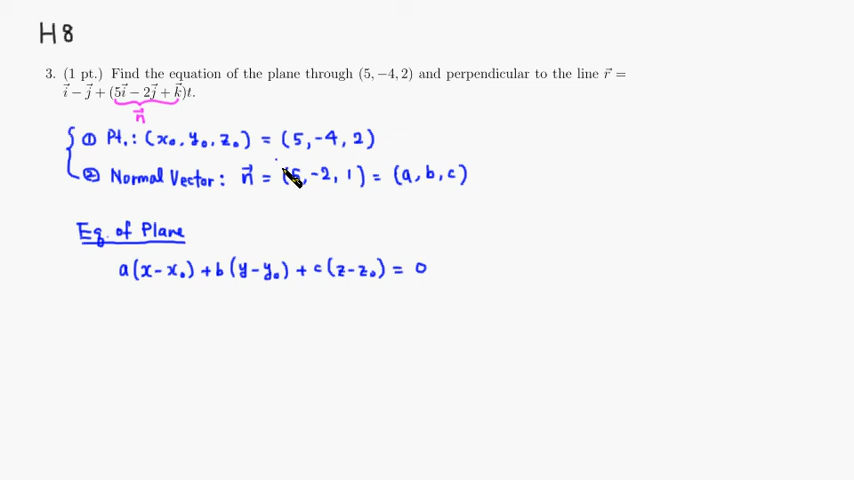 H8
3. (1 pt.) Find the equation of the plane through (5, −4, 2) and perpendicular to the line r⃗ =
i⃗ − j⃗ + (5i⃗ − 2j⃗ + k⃗)t.
n⃗
① Pt.: (x₀, y₀, z₀) = (5, -4, 2)
② Normal Vector: n⃗ = (5, -2, 1) = (a, b, c)
Eq. of Plane
a(x-x₀) + b(y-y₀) + c(z-z₀) = 0